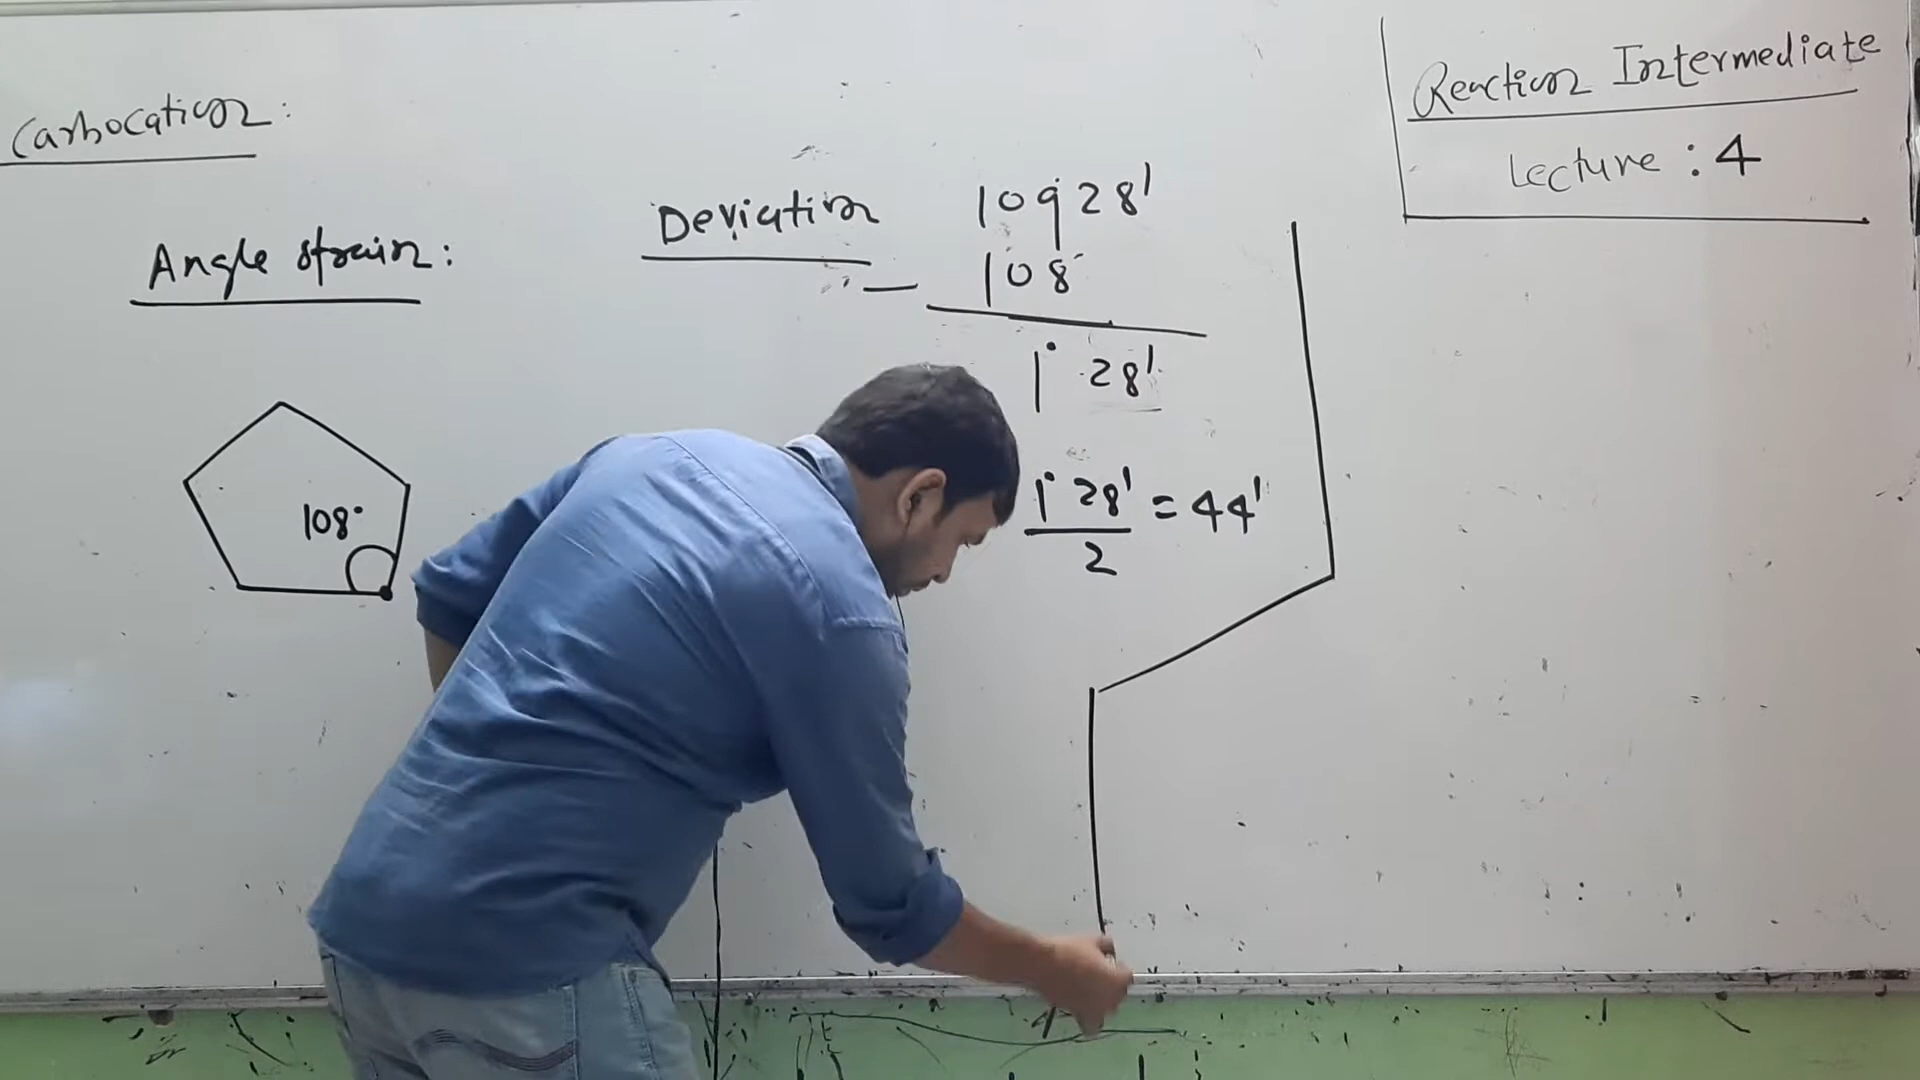 Carbocation:
Reaction Intermediate
Lecture : 4
Angle strain:
Deviation
109°28'
— 108°
1° 28'
1° 28' / 2 = 44'
108°